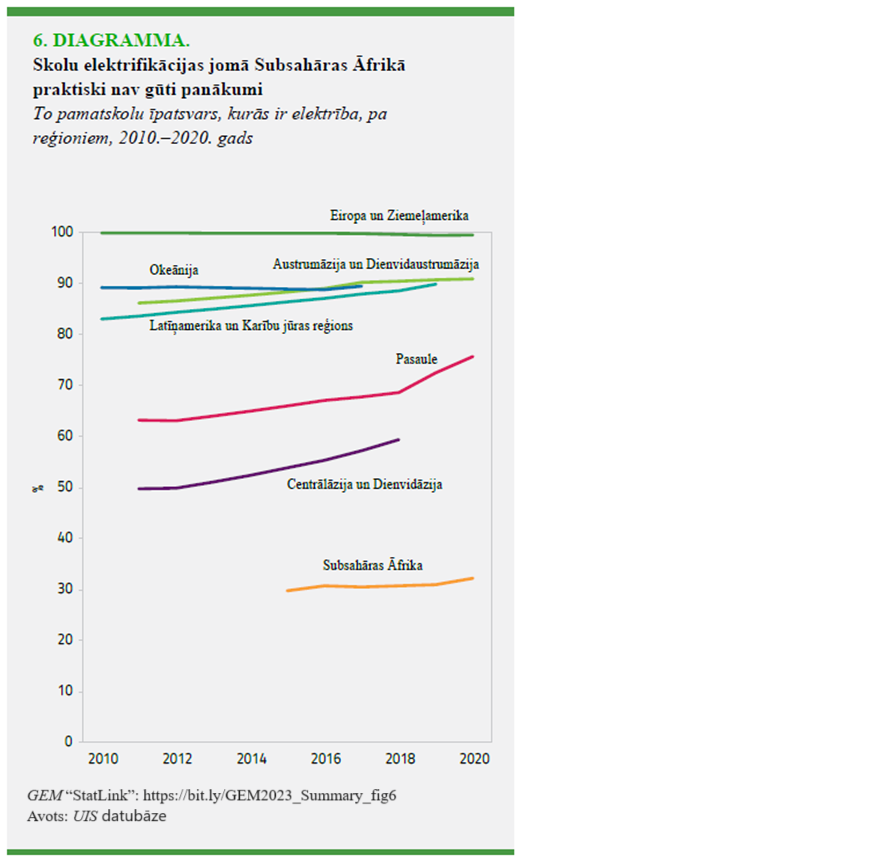 6. DIAGRAMMA.
Skolu elektrifikācijas jomā Subsahāras Āfrikā
praktiski nav gūti panākumi
To pamatskolu īpatsvars, kurās ir elektrība, pa
reģioniem, 2010.–2020. gads
Eiropa un Ziemeļamerika
100
Okeānija
Austrumāzija un Dienvidaustrumāzija
90
Latīņamerika un Karību jūras reģions
80
Pasaule
70
60
50
Centrālāzija un Dienvidāzija
40
Subsahāras Āfrika
30
20
10
0
2010 2012 2014 2016 2018 2020
GEM “StatLink”: https://bit.ly/GEM2023_Summary_fig6
Avots: UIS datubāze